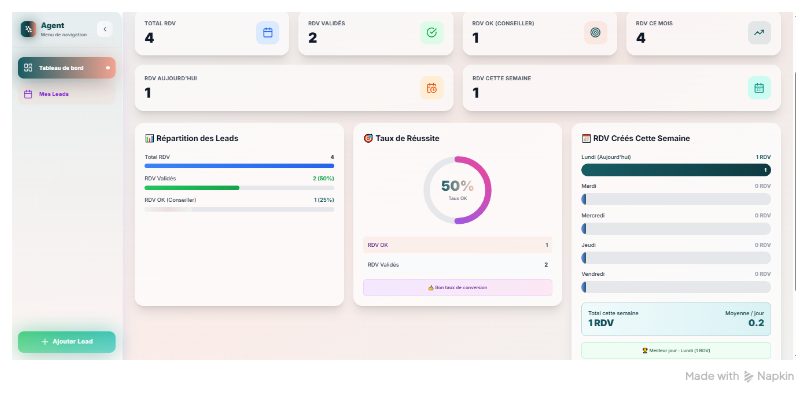 Agent
Menu de navigation
Tableau de bord
Mes Leads
Ajouter Lead
TOTAL RDV
4
RDV VALIDÉS
2
RDV OK (CONSEILLER)
1
RDV CE MOIS
4
RDV AUJOURD'HUI
1
RDV CETTE SEMAINE
1
Répartition des Leads
Total RDV 4
RDV Validés 2 (50%)
RDV OK (Conseiller) 1 (25%)
Taux de Réussite
50%
Taux OK
RDV OK 1
RDV Validés 2
Bon taux de conversion
RDV Créés Cette Semaine
Lundi (Aujourd'hui) 1 RDV
1
Mardi 0 RDV
Mercredi 0 RDV
Jeudi 0 RDV
Vendredi 0 RDV
Total cette semaine Moyenne / jour
1 RDV 0.2
Meilleur jour - Lundi (1 RDV)
Made with Napkin